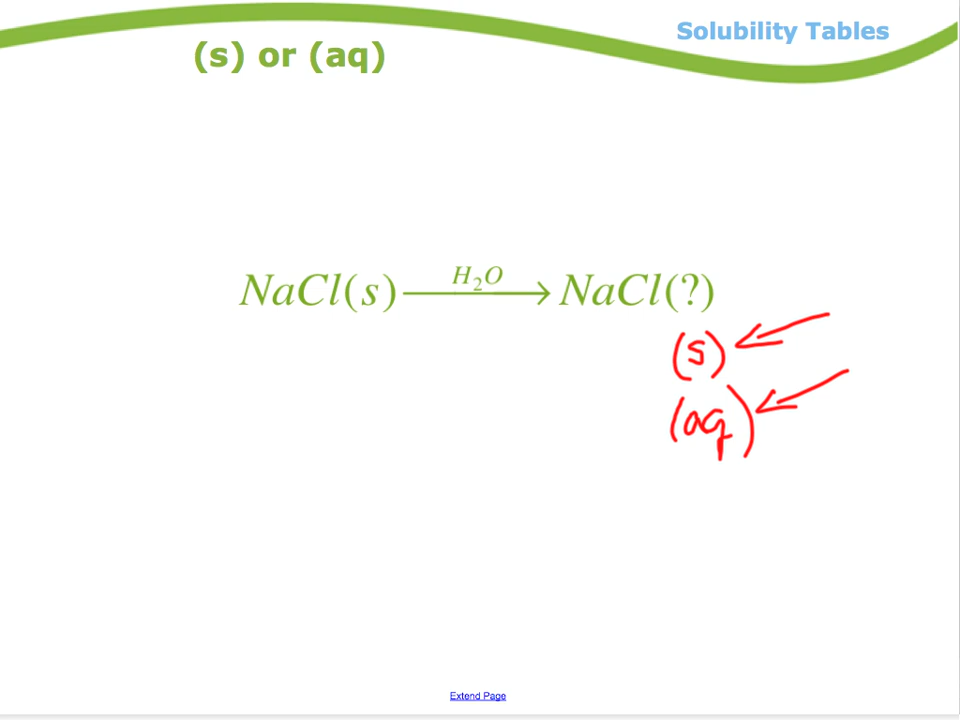 Solubility Tables
(s) or (aq)
NaCl(s) ⟶ NaCl(?)
H₂O
(s)
(aq)
Extend Page